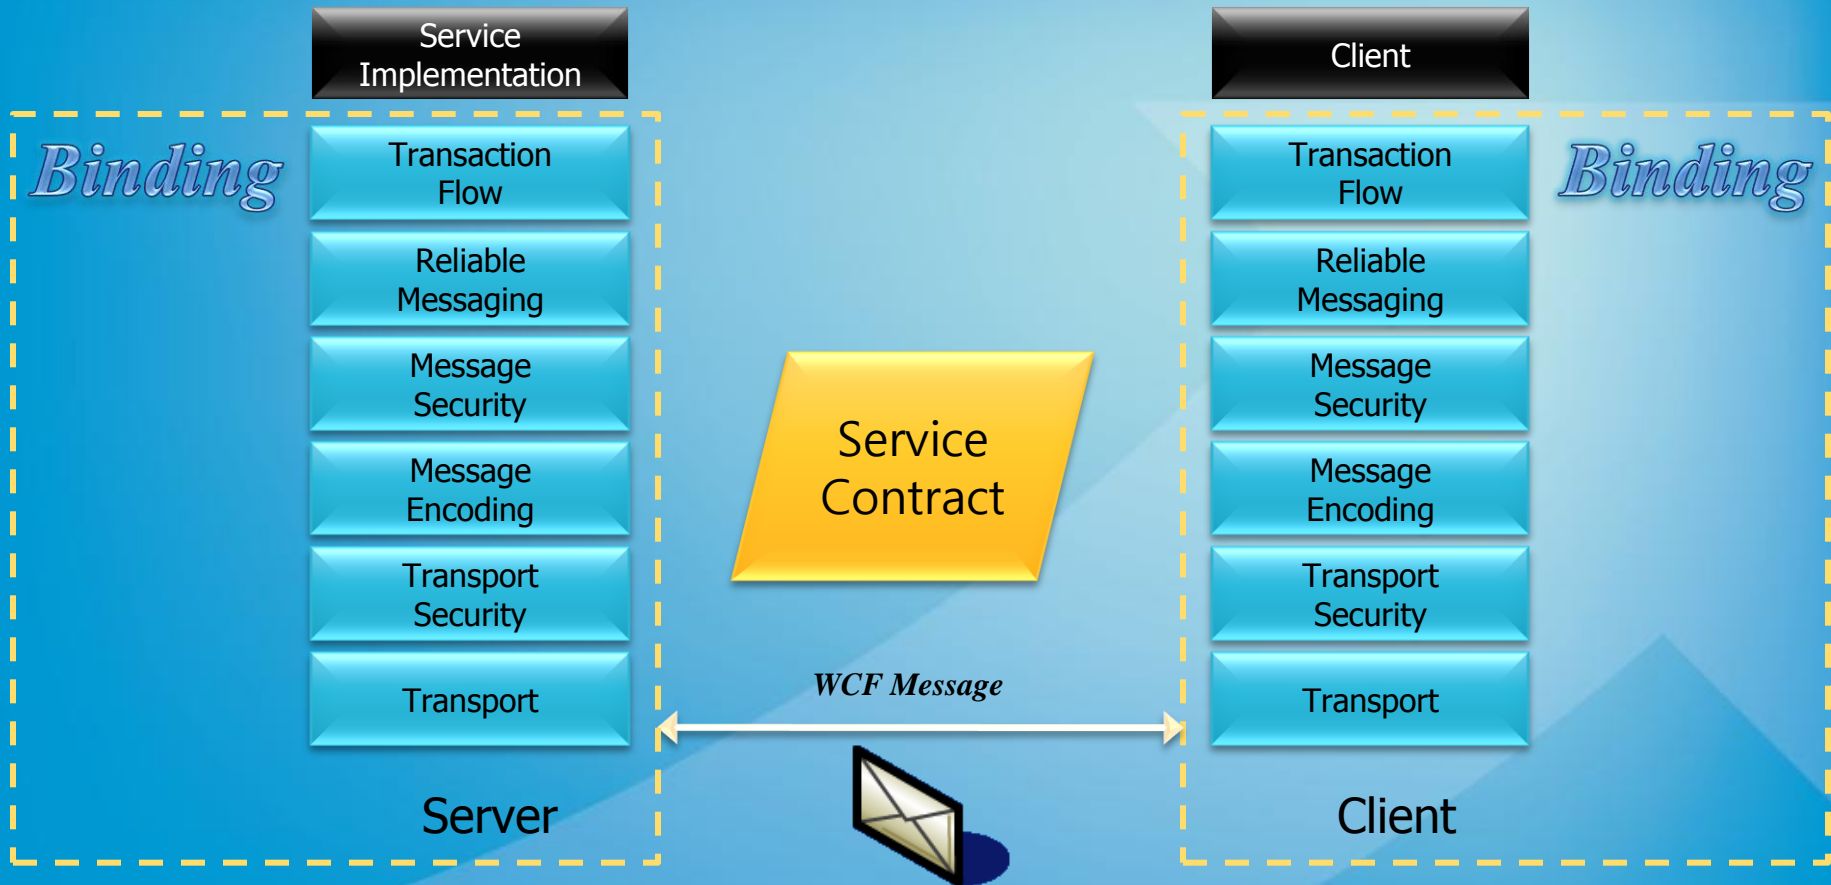 Service
Implementation
Binding
Transaction
Flow
Reliable
Messaging
Message
Security
Message
Encoding
Transport
Security
Transport
Server
Service
Contract
WCF Message
Client
Transaction
Flow
Binding
Reliable
Messaging
Message
Security
Message
Encoding
Transport
Security
Transport
Client